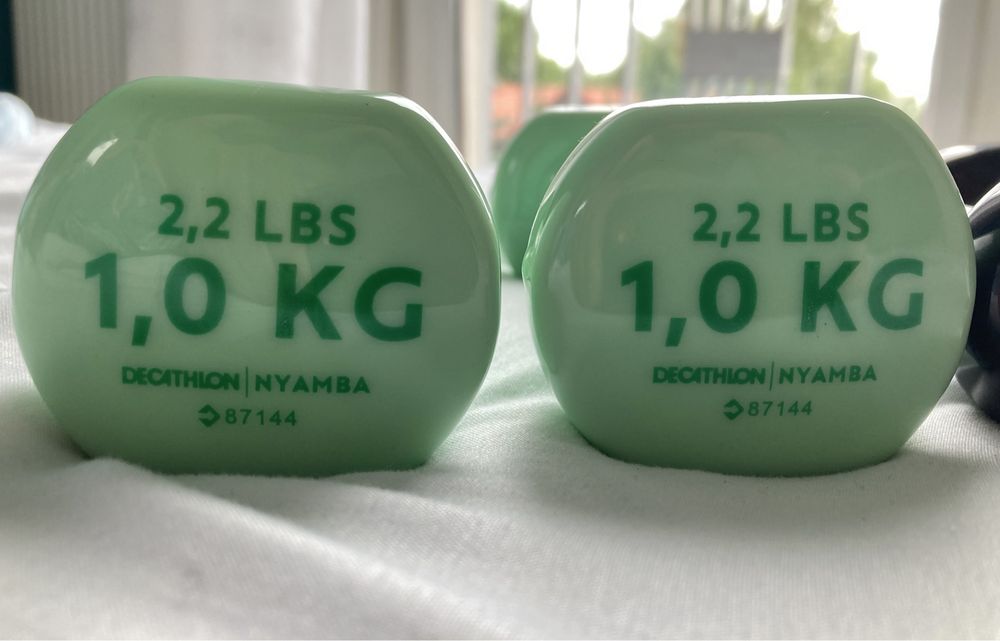 2,2 LBS
1,0 KG
DECATHLON | NYAMBA
87144
2,2 LBS
1,0 KG
DECATHLON | NYAMBA
87144